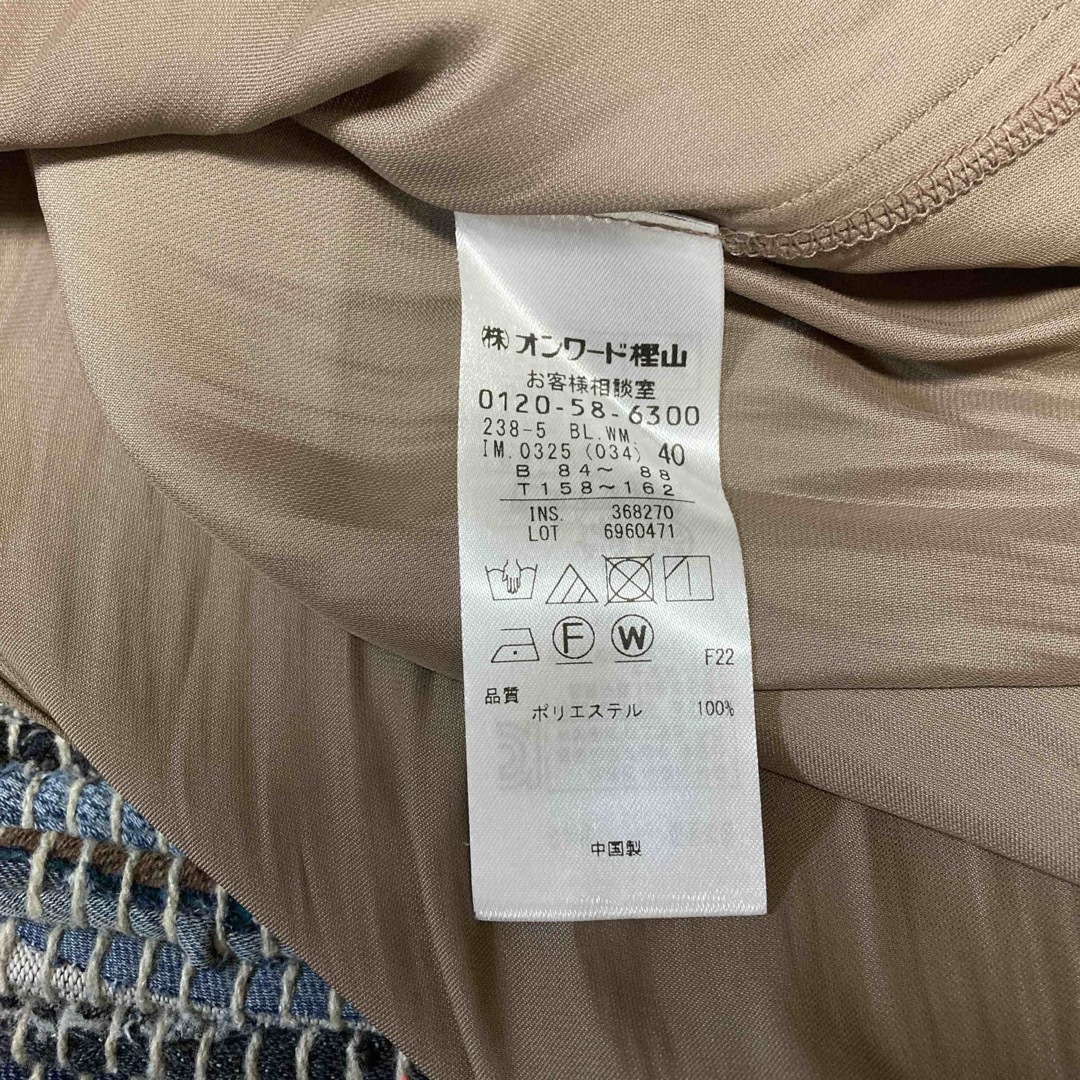 ㈱オンワード樫山
お客様相談室
0120-58-6300
238-5 BL.WM.
IM.0325 (034) 40
B 84～ 88
T158～162
INS. 368270
LOT 6960471
F W
F22
品質
ポリエステル 100%
中国製